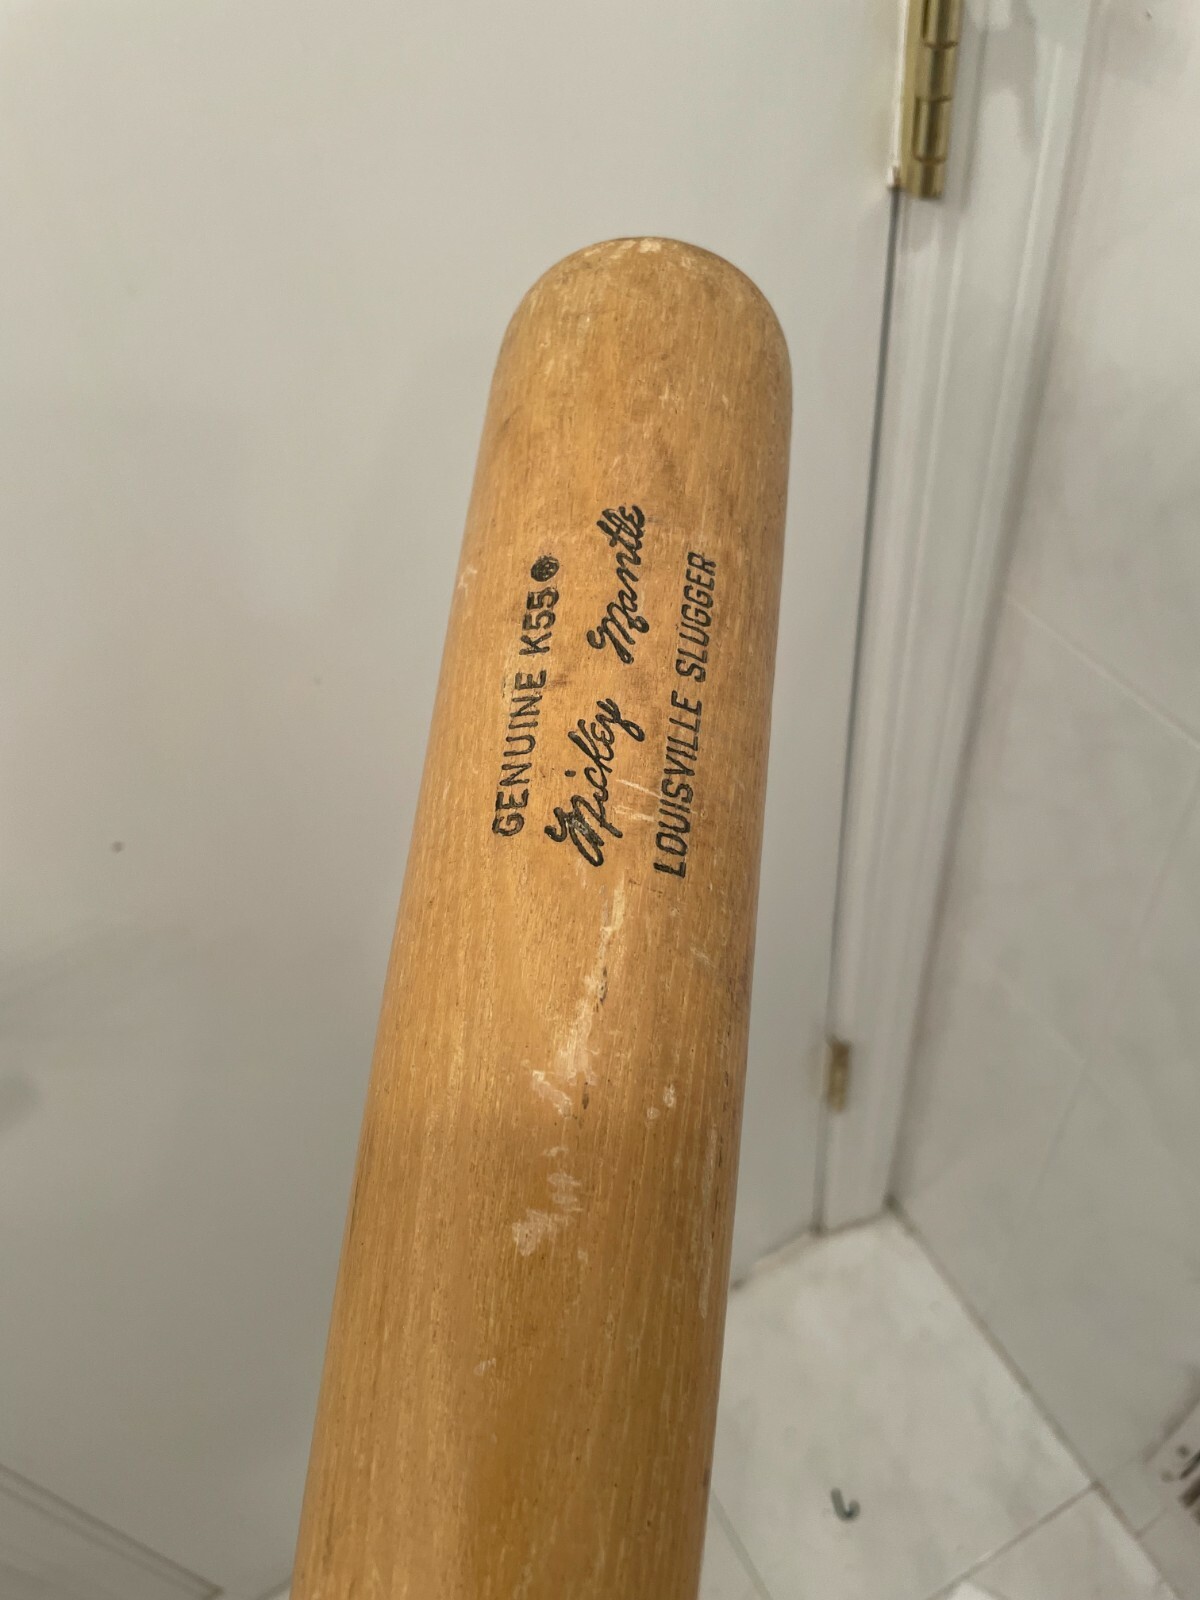 GENUINE K55
Mickey Mantle
LOUISVILLE SLUGGER